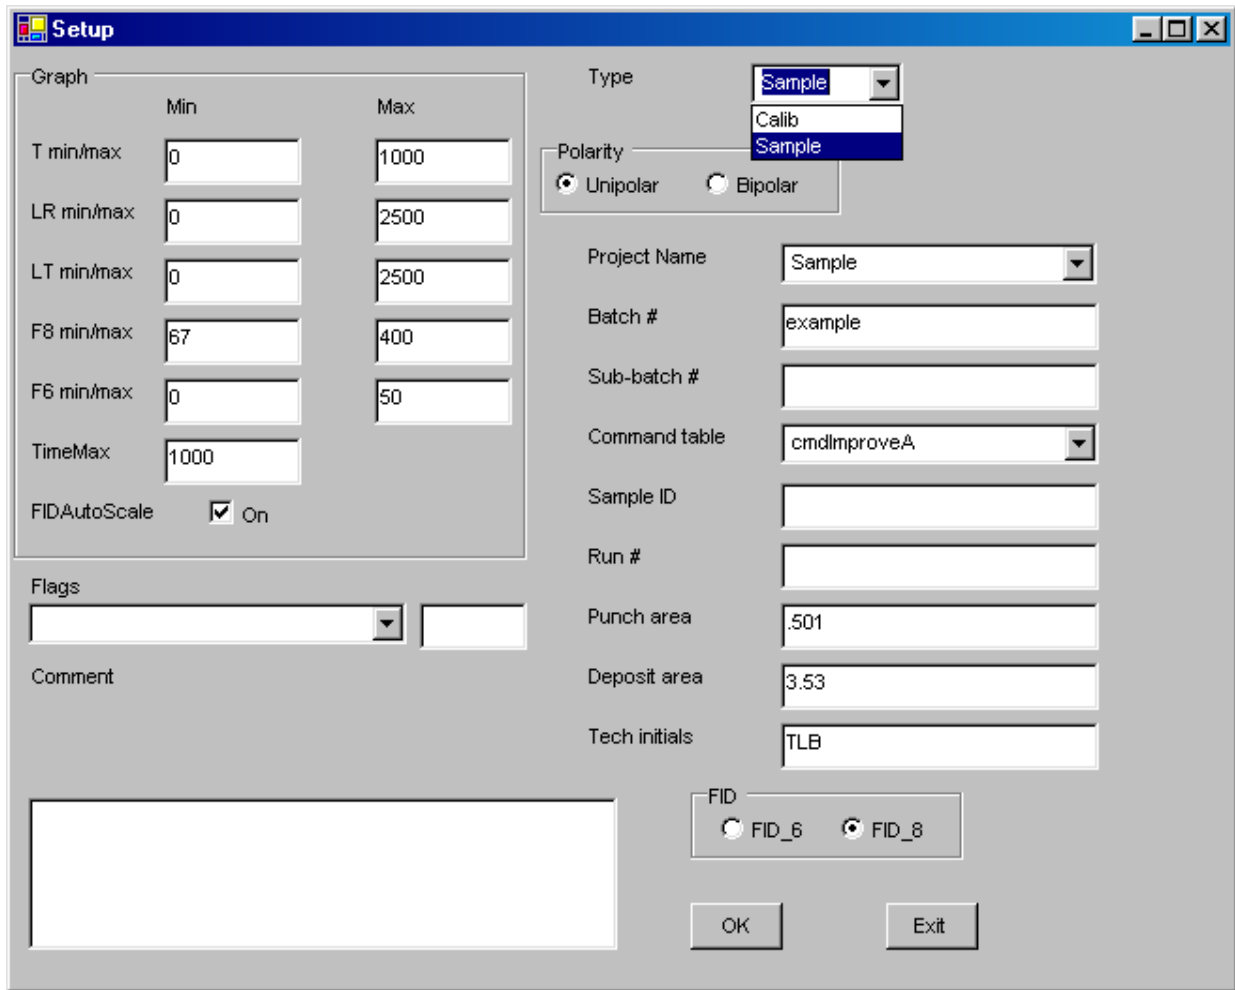 Setup
Graph
Min Max
T min/max 0 1000
LR min/max 0 2500
LT min/max 0 2500
F8 min/max 67 400
F6 min/max 0 50
TimeMax 1000
FIDAutoScale On
Flags
Comment
Type Sample
Calib
Sample
Polarity
Unipolar Bipolar
Project Name Sample
Batch # example
Sub-batch #
Command table cmdImproveA
Sample ID
Run #
Punch area .501
Deposit area 3.53
Tech initials TLB
FID
FID_6 FID_8
OK Exit